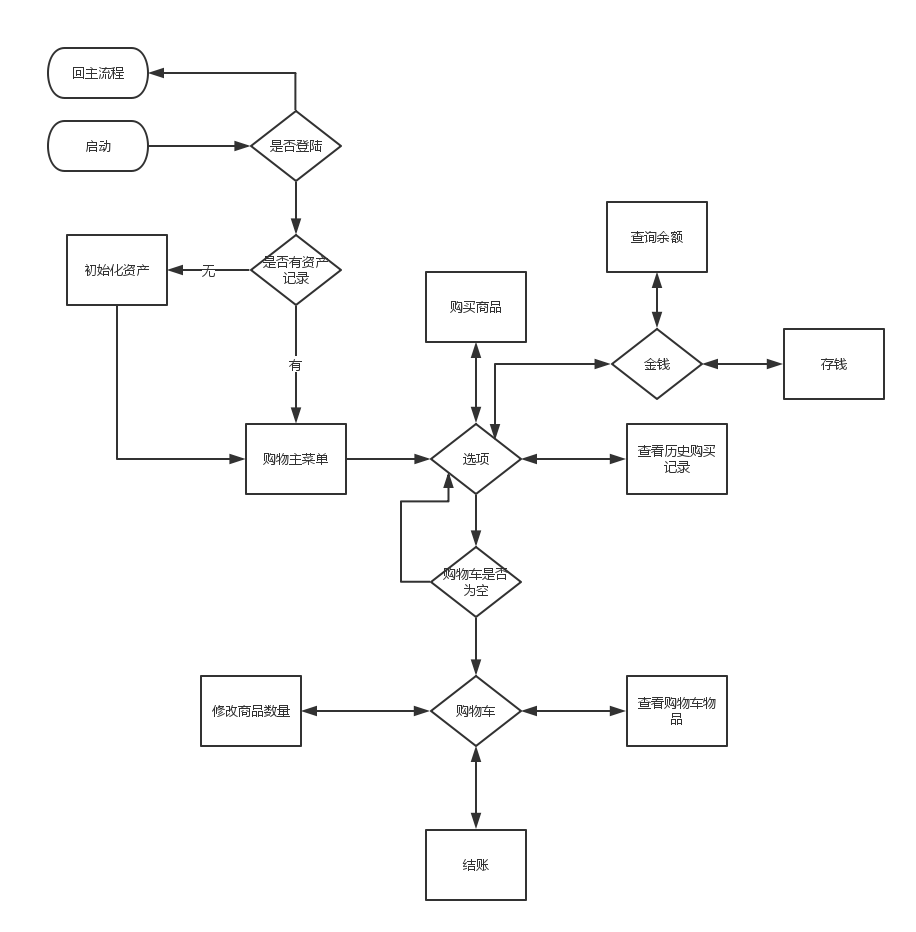 回主流程
启动
是否登陆
查询余额
初始化资产
无
是否有资产
记录
购买商品
有
金钱
存钱
购物主菜单
选项
查看历史购买
记录
购物车是否
为空
修改商品数量
购物车
查看购物车物
品
结账